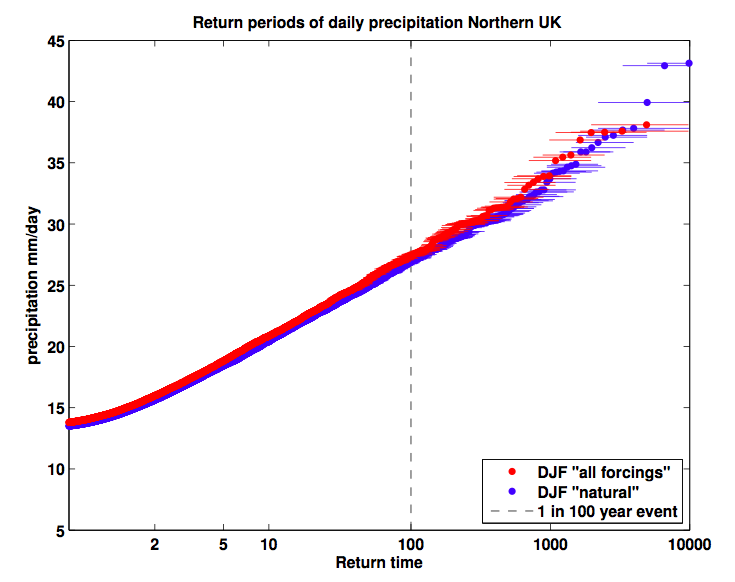 Return periods of daily precipitation Northern UK
45
40
35
30
25
20
15
10
5
precipitation mm/day
2
5
10
100
1000
10000
Return time
DJF "all forcings"
DJF "natural"
1 in 100 year event